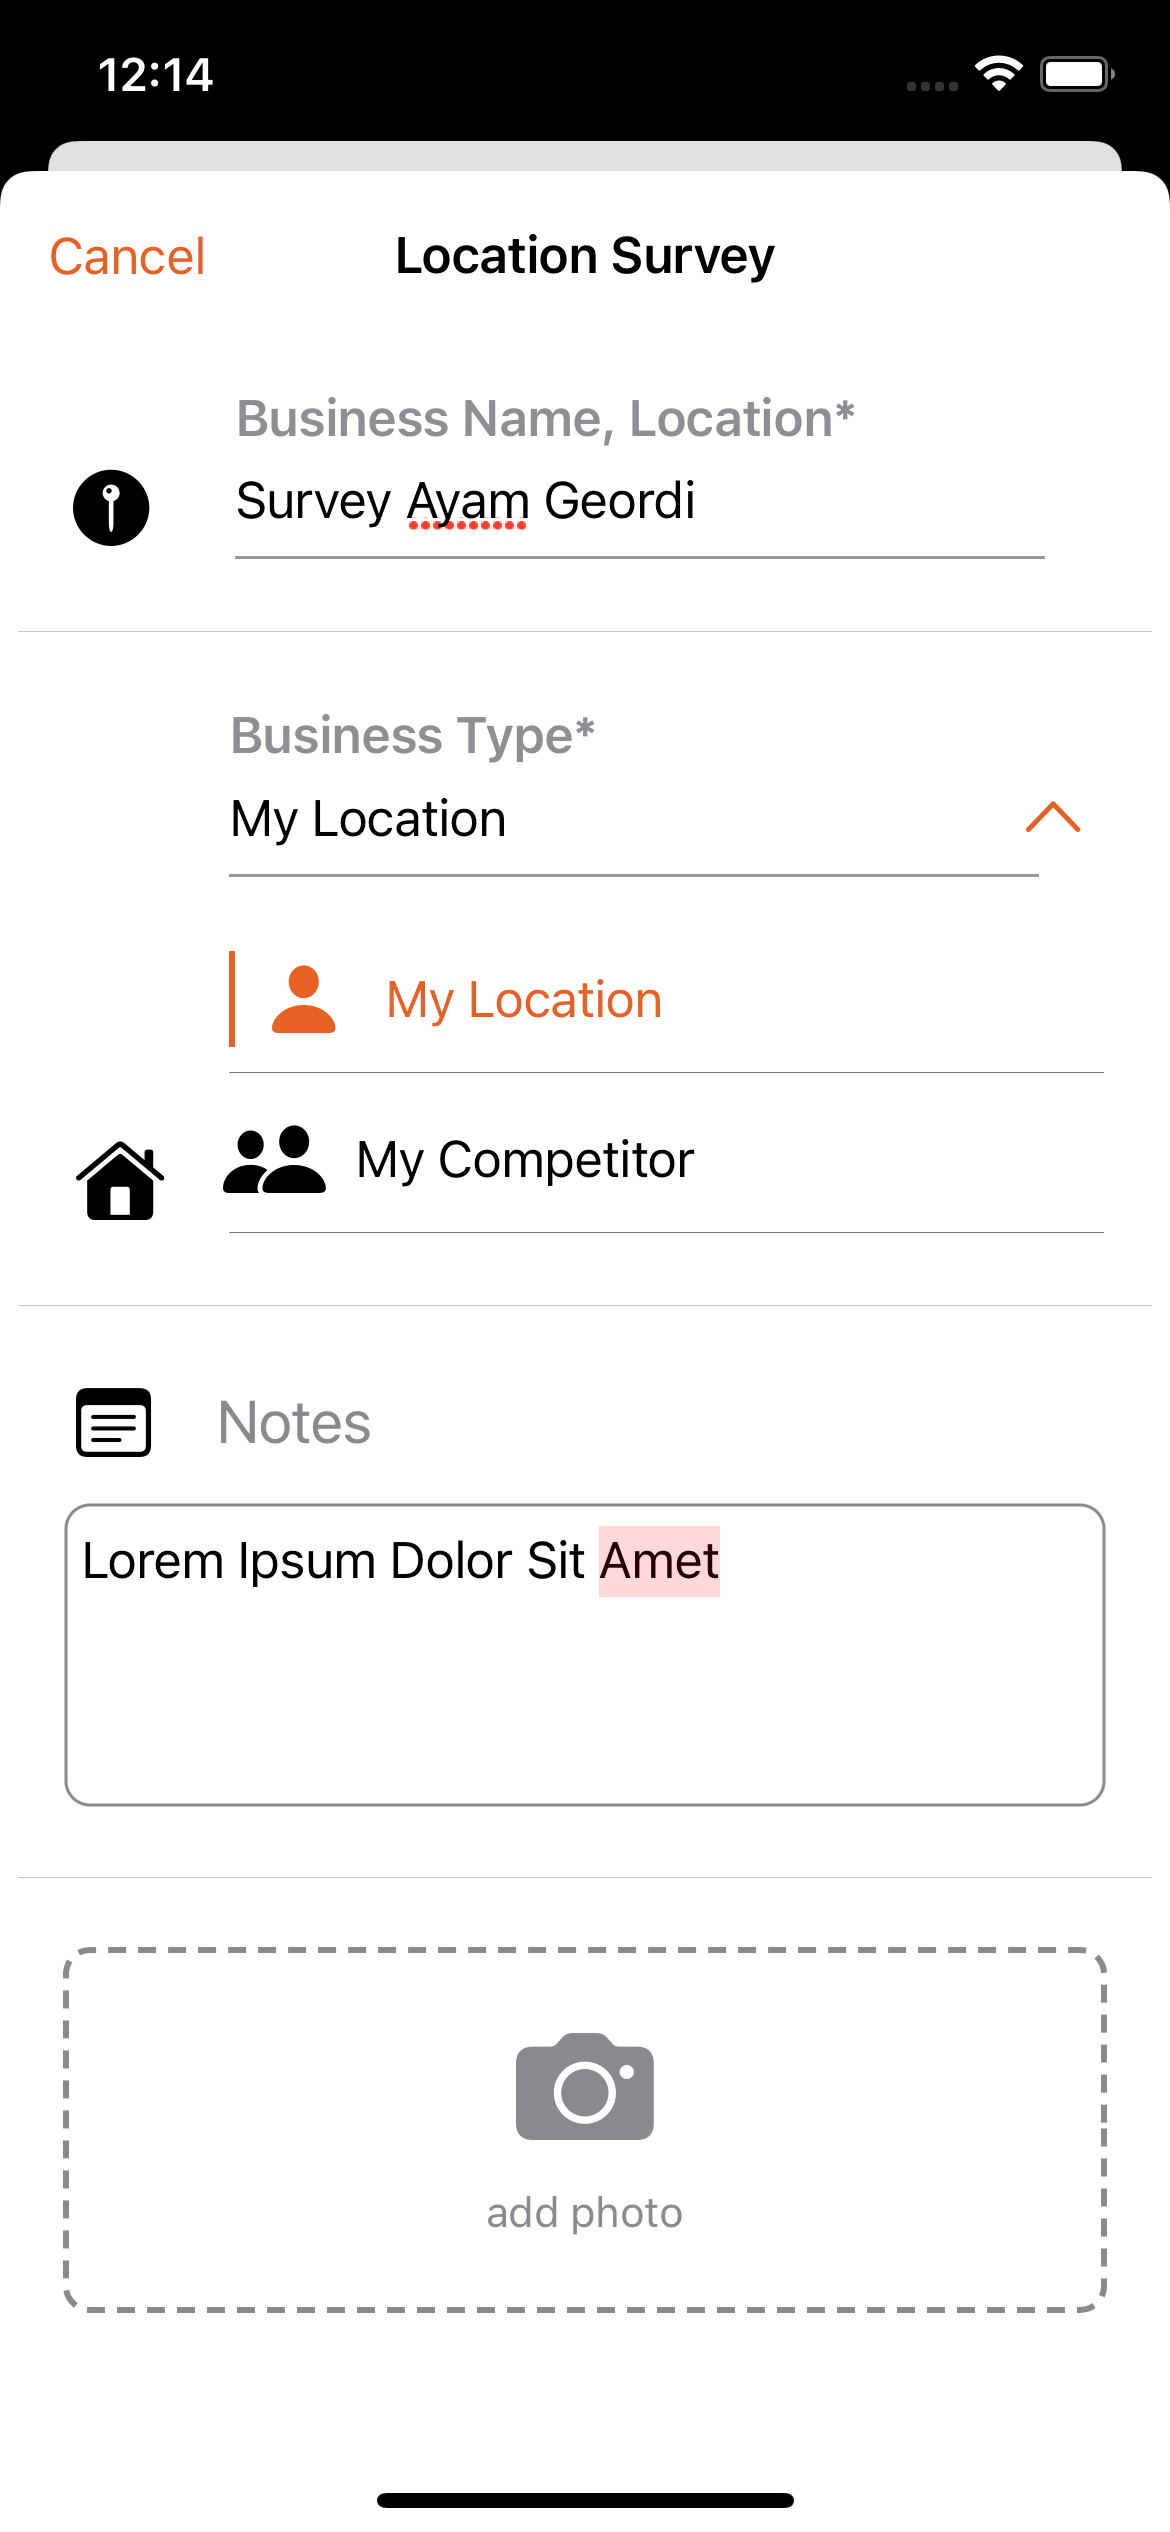 12:14
Cancel
Location Survey
Business Name, Location*
Survey Ayam Geordi
Business Type*
My Location
My Location
My Competitor
Notes
Lorem Ipsum Dolor Sit Amet
add photo